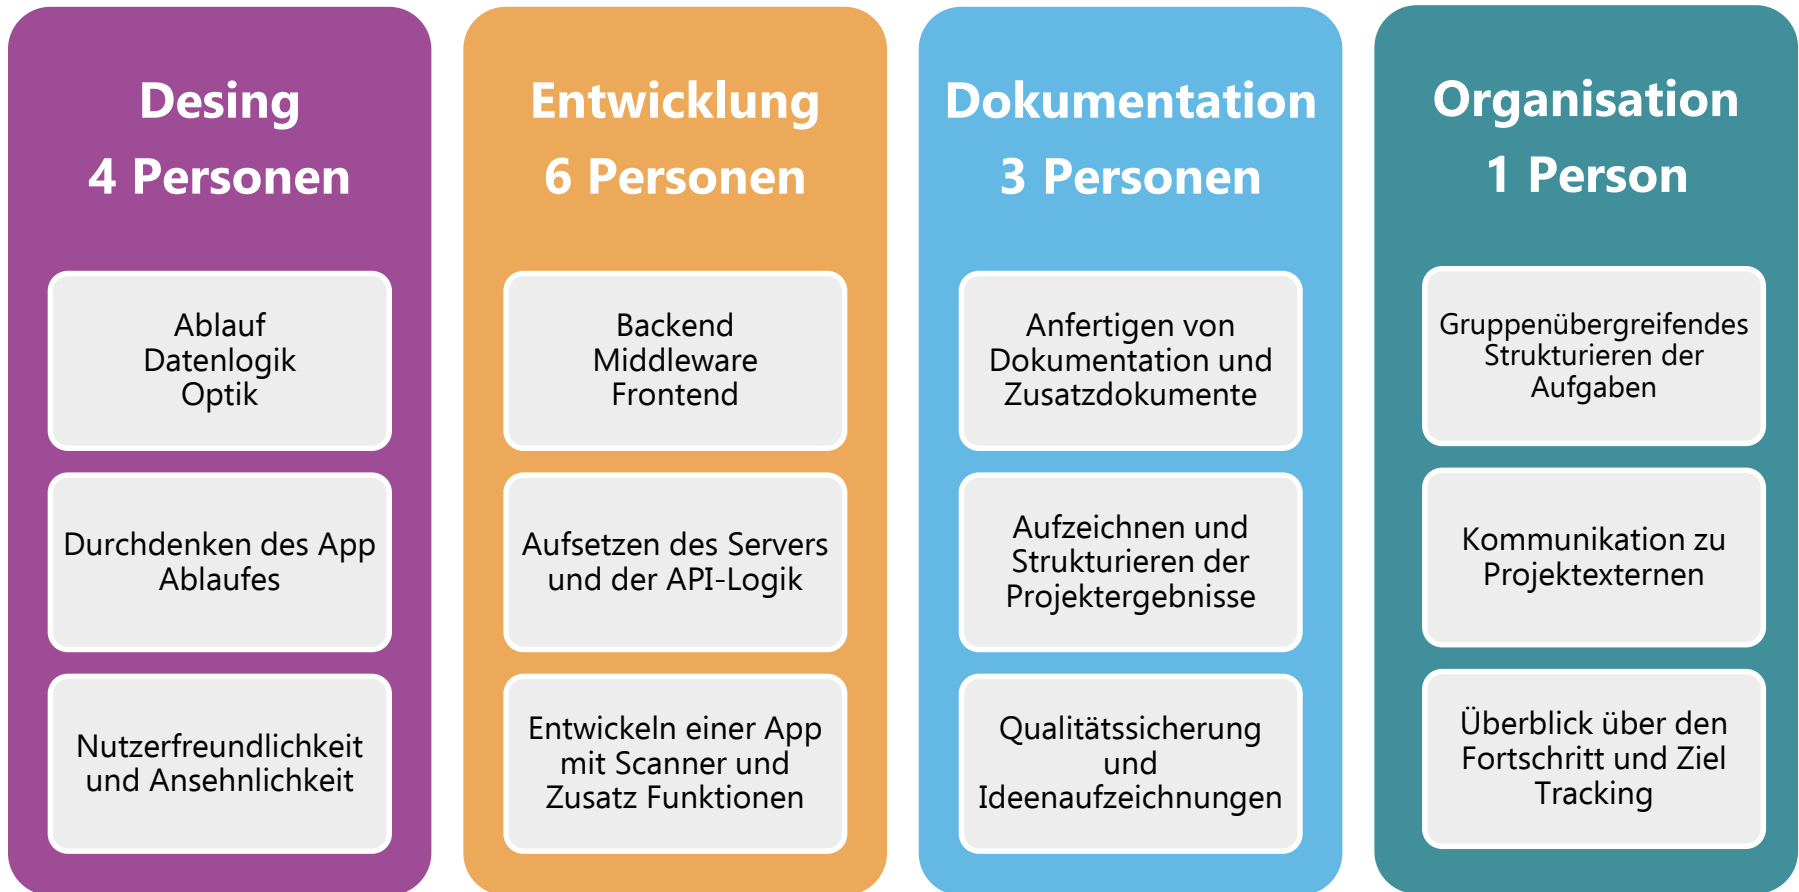 Desing
4 Personen
Ablauf
Datenlogik
Optik
Durchdenken des App
Ablaufes
Nutzerfreundlichkeit
und Ansehnlichkeit
Entwicklung
6 Personen
Backend
Middleware
Frontend
Aufsetzen des Servers
und der API-Logik
Entwickeln einer App
mit Scanner und
Zusatz Funktionen
Dokumentation
3 Personen
Anfertigen von
Dokumentation und
Zusatzdokumente
Aufzeichnen und
Strukturieren der
Projektergebnisse
Qualitätssicherung
und
Ideenaufzeichnungen
Organisation
1 Person
Gruppenübergreifendes
Strukturieren der
Aufgaben
Kommunikation zu
Projektexternen
Überblick über den
Fortschritt und Ziel
Tracking